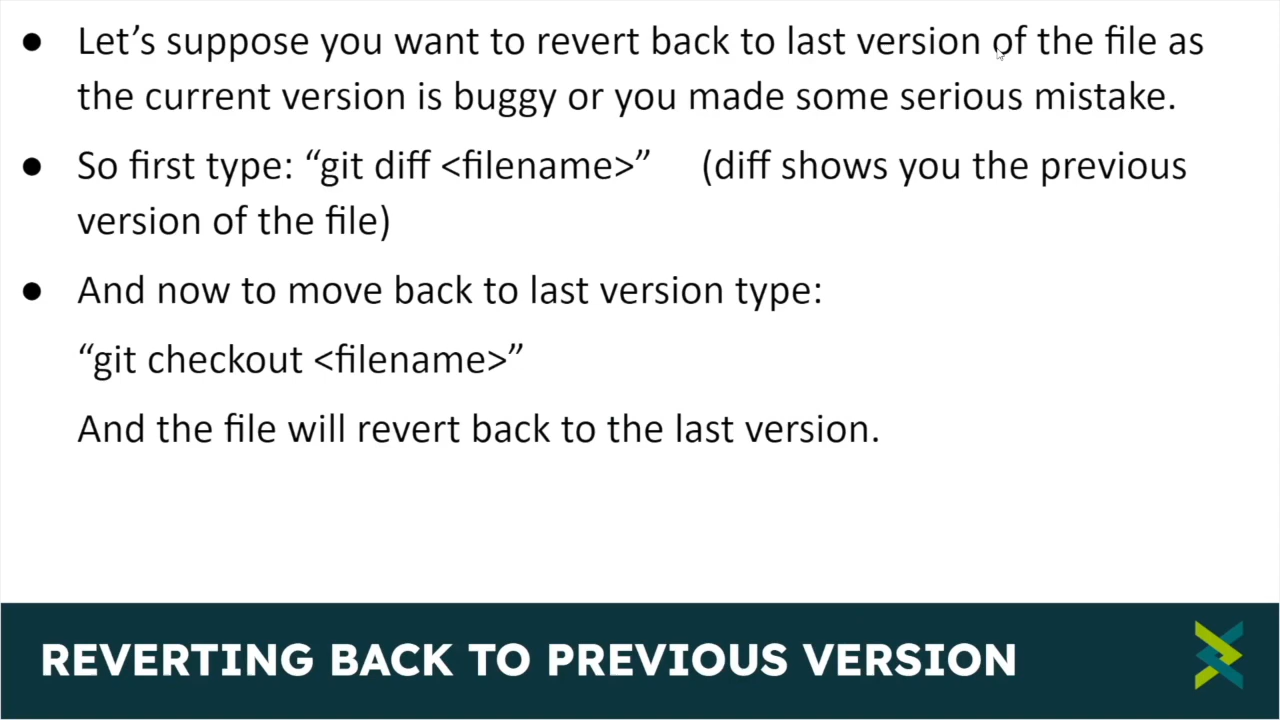 ● Let’s suppose you want to revert back to last version of the file as
the current version is buggy or you made some serious mistake.
● So first type: “git diff <filename>” (diff shows you the previous
version of the file)
● And now to move back to last version type:
“git checkout <filename>”
And the file will revert back to the last version.
REVERTING BACK TO PREVIOUS VERSION